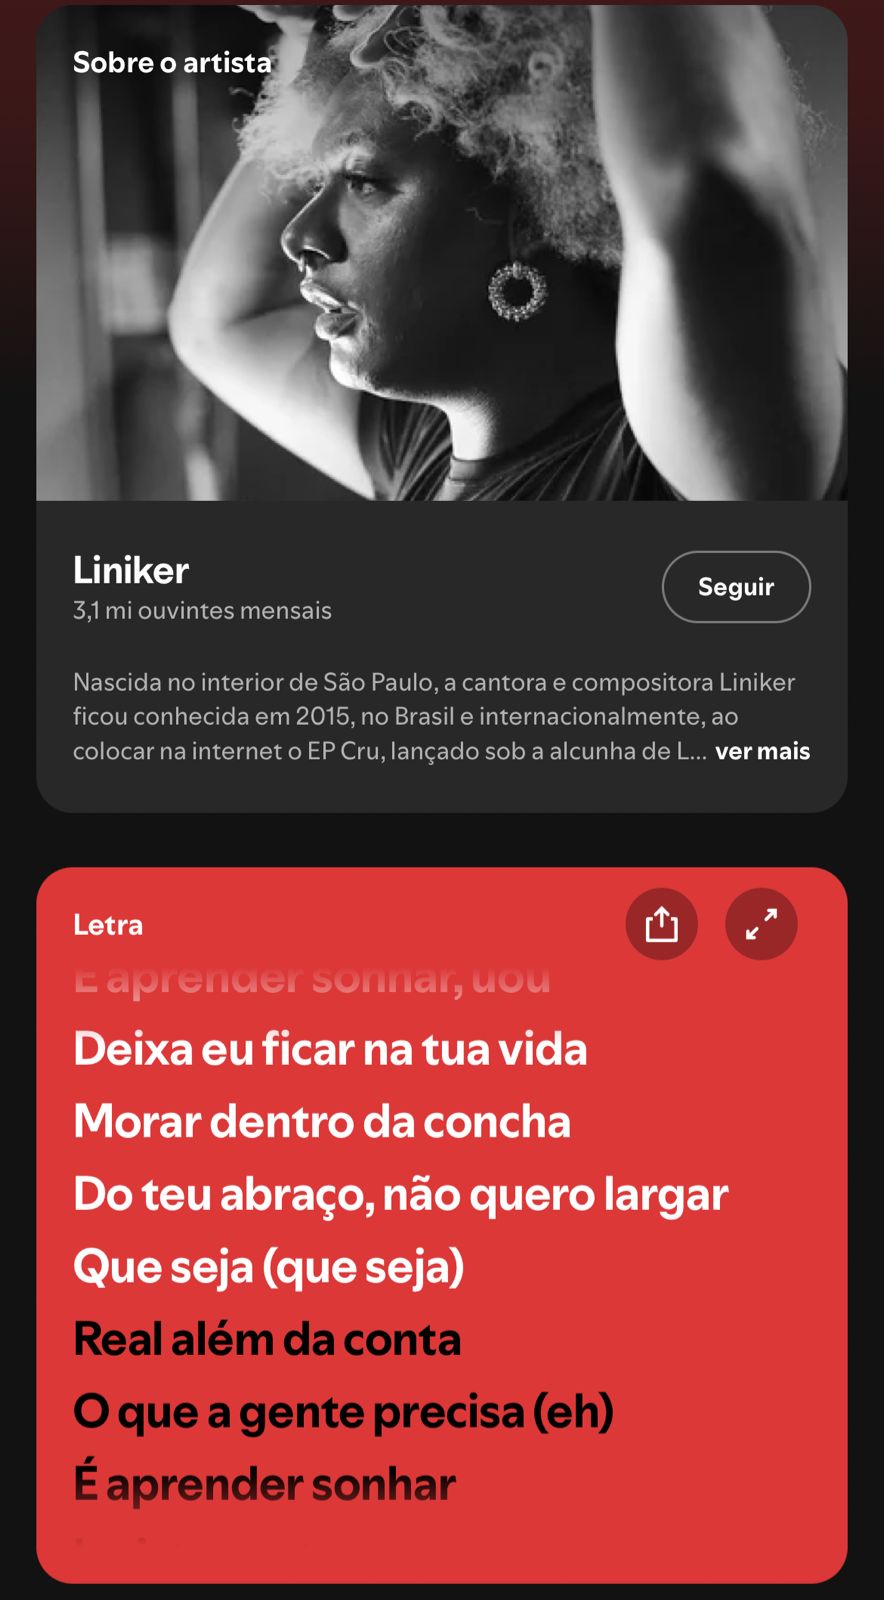 Sobre o artista
Liniker
3,1 mi ouvintes mensais
Seguir
Nascida no interior de São Paulo, a cantora e compositora Liniker
ficou conhecida em 2015, no Brasil e internacionalmente, ao
colocar na internet o EP Cru, lançado sob a alcunha de L... ver mais
Letra
É aprender sonhar, uou
Deixa eu ficar na tua vida
Morar dentro da concha
Do teu abraço, não quero largar
Que seja (que seja)
Real além da conta
O que a gente precisa (eh)
É aprender sonhar